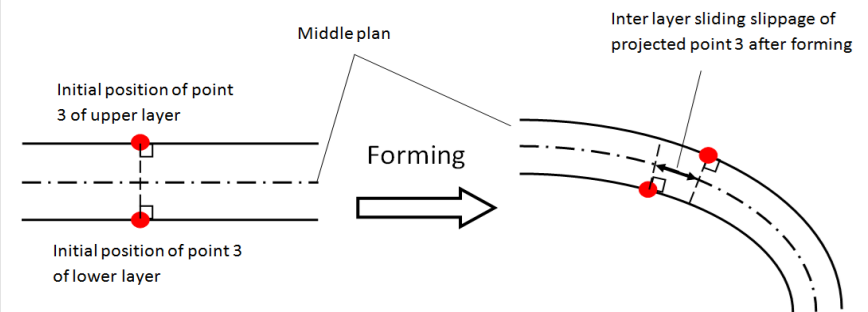 Middle plan
Inter layer sliding slippage of
projected point 3 after forming
Initial position of point
3 of upper layer
Forming
Initial position of point 3
of lower layer